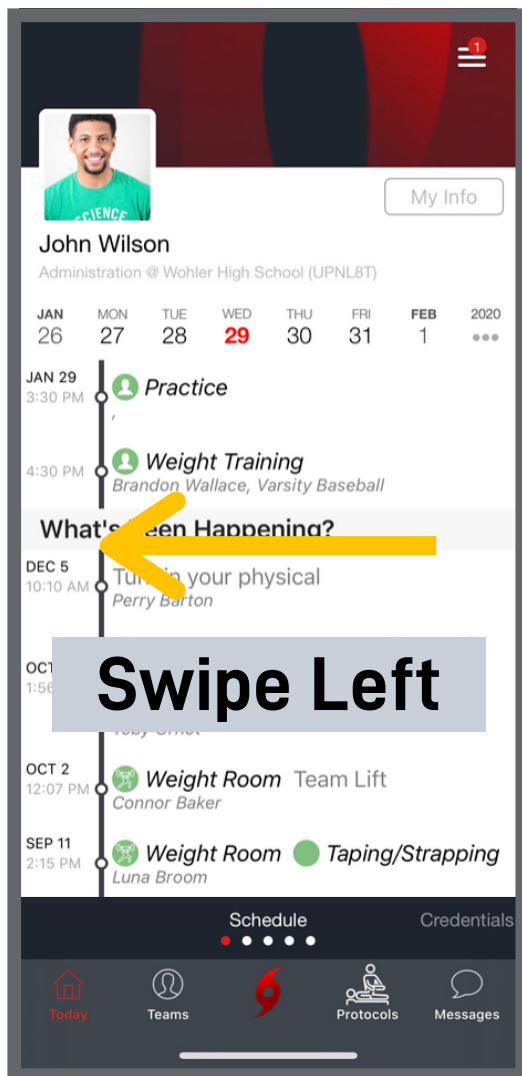 1
SCIENCE
My Info
John Wilson
Administration @ Wohler High School (UPNL8T)
JAN MON TUE WED THU FRI FEB 2020
26 27 28 29 30 31 1
JAN 29
3:30 PM
Practice
,
4:30 PM
Weight Training
Brandon Wallace, Varsity Baseball
What's Been Happening?
DEC 5
10:10 AM
Turn in your physical
Perry Barton
Swipe Left
OCT 2
12:07 PM
Weight Room Team Lift
Connor Baker
SEP 11
2:15 PM
Weight Room Taping/Strapping
Luna Broom
Schedule Credentials
Today Teams Protocols Messages